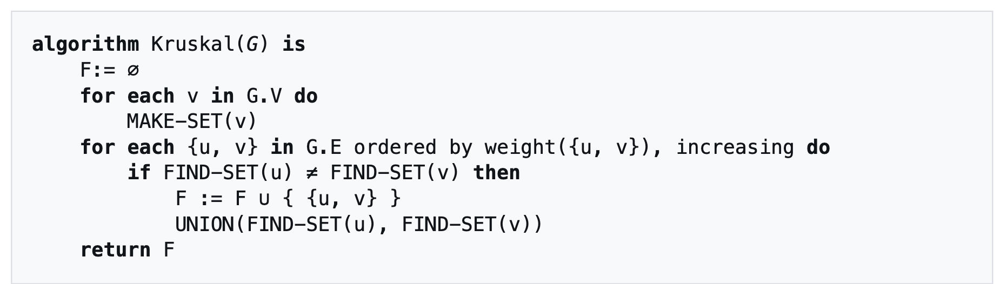 algorithm Kruskal(G) is
    F:= ∅
    for each v in G.V do
        MAKE-SET(v)
    for each {u, v} in G.E ordered by weight({u, v}), increasing do
        if FIND-SET(u) ≠ FIND-SET(v) then
            F := F ∪ { {u, v} }
            UNION(FIND-SET(u), FIND-SET(v))
    return F